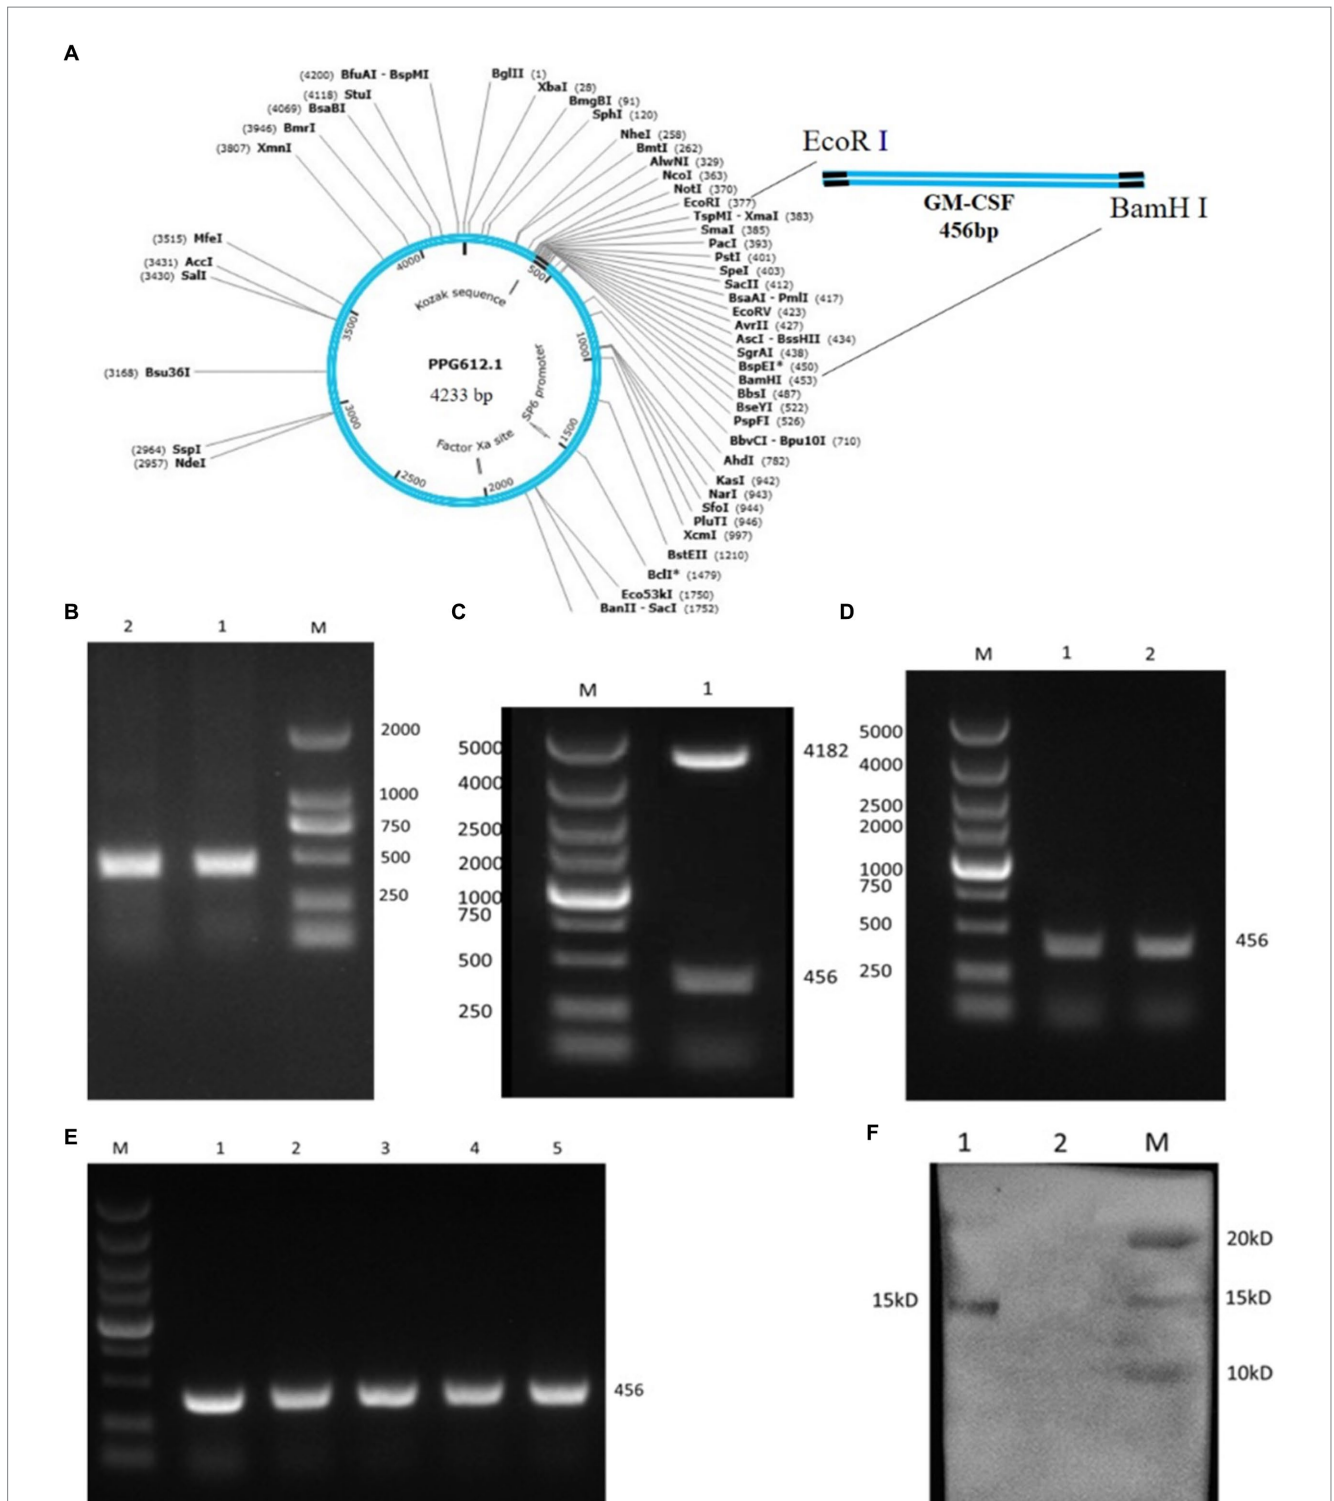 A
(4200) BfuAI - BspMI
(4118) StuI
(4069) BsaBI
(3946) BmrI
(3807) XmnI
(3515) MfeI
(3431) AccI
(3430) SalI
(3168) Bsu36I
(2964) SspI
(2957) NdeI
BglII (1)
XbaI (28)
BmgBI (91)
SphI (120)
NheI (258)
BmtI (262)
AlwNI (329)
NcoI (363)
NotI (370)
EcoRI (377)
TspMI - XmaI (383)
SmaI (385)
PacI (393)
PstI (401)
SpeI (403)
SacII (412)
BsaAI - PmlI (417)
EcoRV (423)
AvrII (427)
AscI - BssHII (434)
SgrAI (438)
BspEI* (450)
BamHI (453)
BbsI (487)
BseYI (522)
PspFI (526)
BbvCI - Bpu10I (710)
AhdI (782)
KasI (942)
NarI (943)
SfoI (944)
PluTI (946)
XcmI (997)
BstEII (1210)
BclI* (1479)
Eco53kI (1750)
BanII - SacI (1752)
500
1000
1500
2000
2500
3000
3500
4000
Kozak sequence
SP6 promoter
Factor Xa site
PPG612.1
4233 bp
EcoR I
GM-CSF
456bp
BamH I
B
2 1 M
2000
1000
750
500
250
C
M 1
5000
4000
2500
2000
1000
750
500
250
4182
456
D
M 1 2
5000
4000
2500
2000
1000
750
500
250
456
E
M 1 2 3 4 5
456
F
1 2 M
15kD
20kD
15kD
10kD